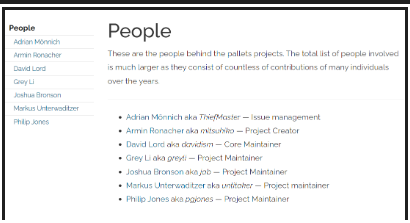 People
Adrian Mönnich
Armin Ronacher
David Lord
Grey Li
Joshua Bronson
Markus Unterwaditzer
Philip Jones
People
These are the people behind the pallets projects. The total list of people involved
is much larger as they consist of countless of contributions of many individuals
over the years.
Adrian Mönnich aka ThiefMaster — Issue management
Armin Ronacher aka mitsuhiko — Project Creator
David Lord aka davidism — Core Maintainer
Grey Li aka greyli — Project Maintainer
Joshua Bronson aka jab — Project Maintainer
Markus Unterwaditzer aka untitaker — Project maintainer
Philip Jones aka pgjones — Project Maintainer